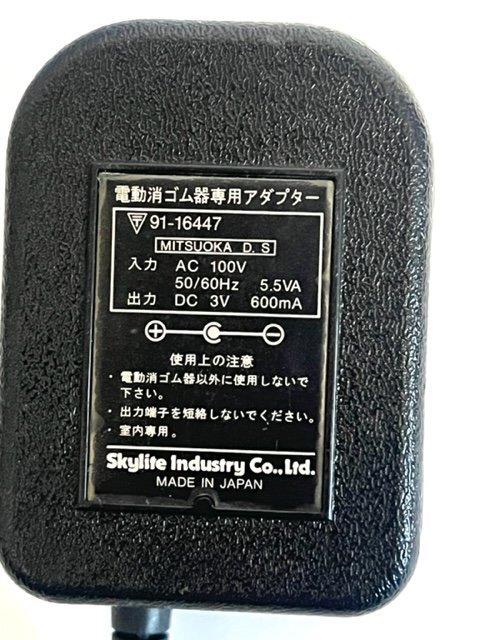 電動消ゴム器専用アダプター
〒 91-16447
MITSUOKA D. S
入力 AC 100V
50/60Hz 5.5VA
出力 DC 3V 600mA
使用上の注意
・電動消ゴム器以外に使用しないで
下さい。
・出力端子を短絡しないでください。
・室内専用。
Skylite Industry Co., Ltd.
MADE IN JAPAN